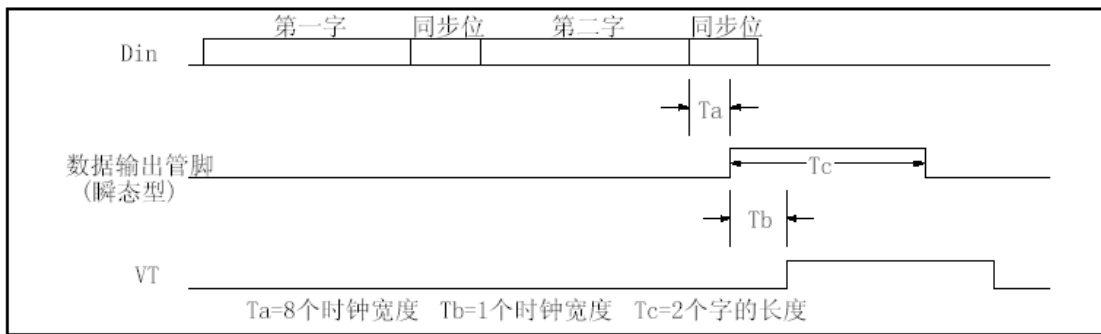 第一字 同步位 第二字 同步位
Din
Ta
数据输出管脚
(瞬态型)
Tc
Tb
VT
Ta=8个时钟宽度 Tb=1个时钟宽度 Tc=2个字的长度